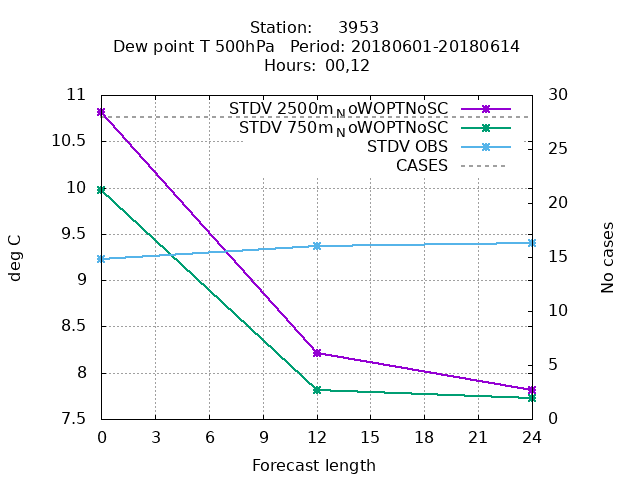 Station: 3953
Dew point T 500hPa Period: 20180601-20180614
Hours: 00,12
deg C
11
10.5
10
9.5
9
8.5
8
7.5
STDV 2500m_NoWOPTNoSC
STDV 750m_NoWOPTNoSC
STDV OBS
CASES
30
25
20
15
10
5
0
No cases
0 3 6 9 12 15 18 21 24
Forecast length